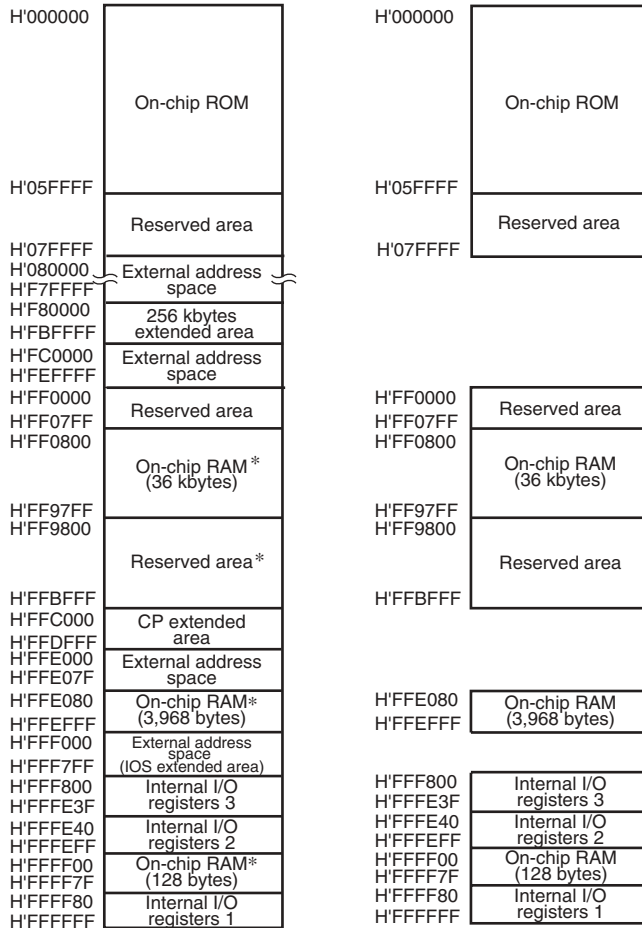 H'000000
On-chip ROM
H'05FFFF
Reserved area
H'07FFFF
H'080000
External address
H'F7FFFF
space
H'F80000
256 kbytes
H'FBFFFF
extended area
H'FC0000
External address
H'FEFFFF
space
H'FF0000
Reserved area
H'FF07FF
H'FF0800
On-chip RAM*
(36 kbytes)
H'FF97FF
H'FF9800
Reserved area*
H'FFBFFF
H'FFC000
CP extended
H'FFDFFF
area
H'FFE000
External address
H'FFE07F
space
H'FFE080
On-chip RAM*
(3,968 bytes)
H'FFEFFF
H'FFF000
External address
space
H'FFF7FF
(IOS extended area)
H'FFF800
Internal I/O
H'FFFE3F
registers 3
H'FFFE40
Internal I/O
H'FFFEFF
registers 2
H'FFFF00
On-chip RAM*
H'FFFF7F
(128 bytes)
H'FFFF80
Internal I/O
H'FFFFFF
registers 1
H'000000
On-chip ROM
H'05FFFF
Reserved area
H'07FFFF
H'FF0000
Reserved area
H'FF07FF
H'FF0800
On-chip RAM
(36 kbytes)
H'FF97FF
H'FF9800
Reserved area
H'FFBFFF
H'FFE080
On-chip RAM
(3,968 bytes)
H'FFEFFF
H'FFF800
Internal I/O
H'FFFE3F
registers 3
H'FFFE40
Internal I/O
H'FFFEFF
registers 2
H'FFFF00
On-chip RAM
H'FFFF7F
(128 bytes)
H'FFFF80
Internal I/O
H'FFFFFF
registers 1